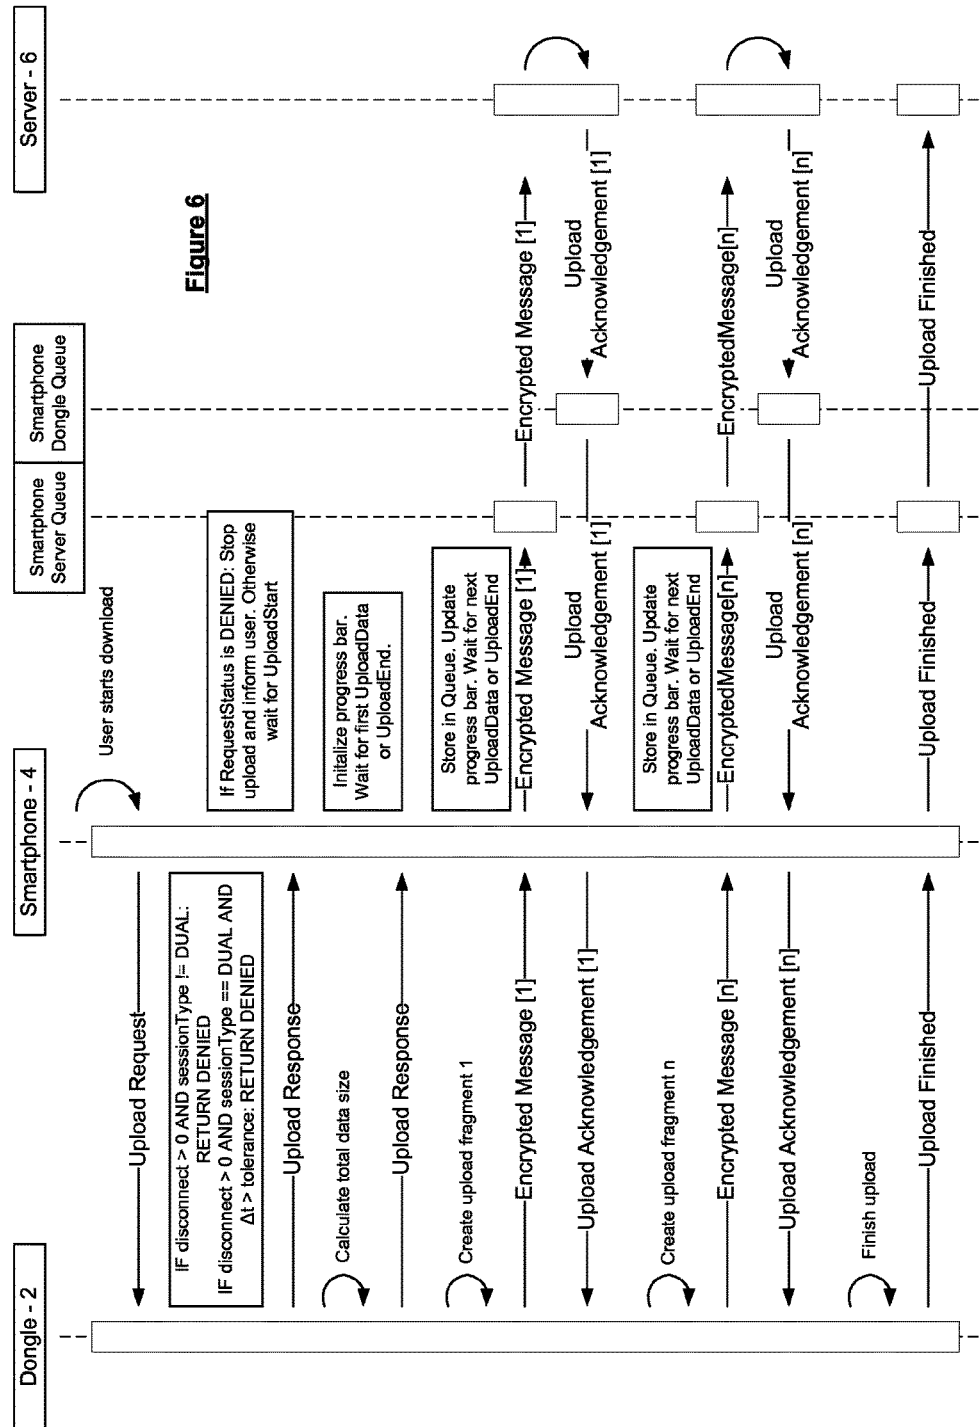 Dongle - 2
Smartphone - 4
Smartphone
Server Queue
Smartphone
Dongle Queue
Server - 6
User starts download
Figure 6
Upload Request
IF disconnect > 0 AND sessionType != DUAL:
RETURN DENIED
IF disconnect > 0 AND sessionType == DUAL AND
Δt > tolerance: RETURN DENIED
If RequestStatus is DENIED: Stop
upload and inform user. Otherwise
wait for UploadStart
Upload Response
Calculate total data size
Initalize progress bar.
Wait for first UploadData
or UploadEnd.
Upload Response
Create upload fragment 1
Store in Queue. Update
progress bar. Wait for next
UploadData or UploadEnd
Encrypted Message [1]
Encrypted Message [1]
Encrypted Message [1]
Upload Acknowledgement [1]
Upload
Acknowledgement [1]
Upload
Acknowledgement [1]
Create upload fragment n
Store in Queue. Update
progress bar. Wait for next
UploadData or UploadEnd
Encrypted Message [n]
EncryptedMessage[n]
EncryptedMessage[n]
Upload Acknowledgement [n]
Upload
Acknowledgement [n]
Upload
Acknowledgement [n]
Finish upload
Upload Finished
Upload Finished
Upload Finished